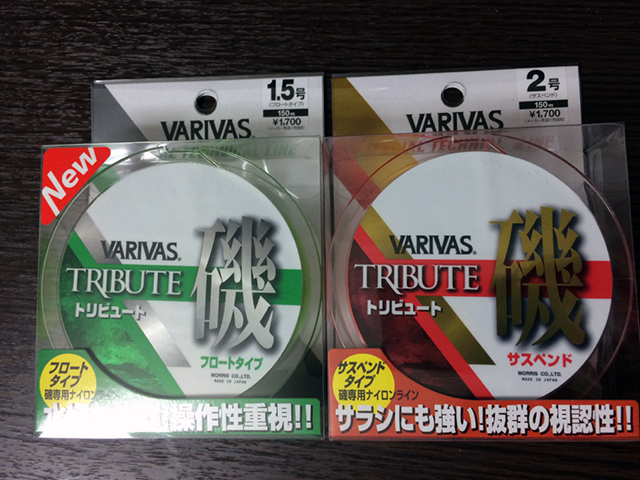 1.5号
(フロートタイプ)
150m
¥1,700
VARIVAS
New
VARIVAS
TRIBUTE 磯
トリビュート
フロートタイプ
MORRIS CO.,LTD.
MADE IN JAPAN
フロート
タイプ
磯専用ナイロン
操作性重視!!
2号
(サスペンド)
150m
¥1,700
VARIVAS
VARIVAS
TRIBUTE 磯
トリビュート
サスペンド
MORRIS CO.,LTD.
MADE IN JAPAN
サスペンド
タイプ
磯専用ナイロンライン
サラシにも強い!抜群の視認性!!